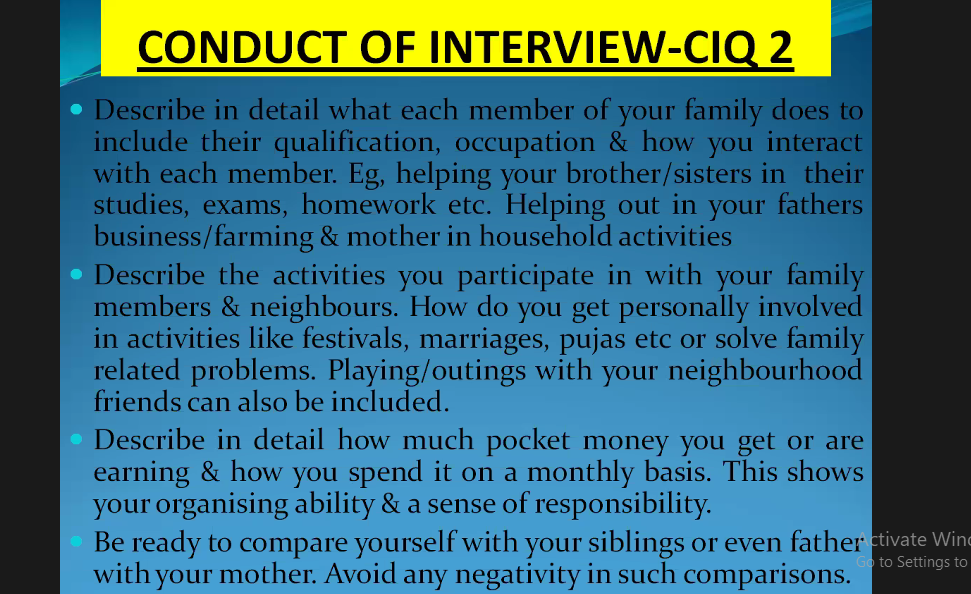 CONDUCT OF INTERVIEW-CIQ 2
• Describe in detail what each member of your family does to
include their qualification, occupation & how you interact
with each member. Eg, helping your brother/sisters in their
studies, exams, homework etc. Helping out in your fathers
business/farming & mother in household activities
• Describe the activities you participate in with your family
members & neighbours. How do you get personally involved
in activities like festivals, marriages, pujas etc or solve family
related problems. Playing/outings with your neighbourhood
friends can also be included.
• Describe in detail how much pocket money you get or are
earning & how you spend it on a monthly basis. This shows
your organising ability & a sense of responsibility.
• Be ready to compare yourself with your siblings or even father
with your mother. Avoid any negativity in such comparisons.
Activate Wind
Go to Settings to